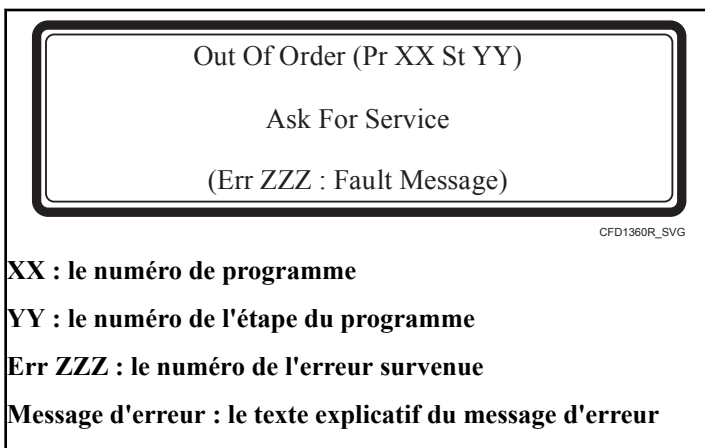 Out Of Order (Pr XX St YY)
Ask For Service
(Err ZZZ : Fault Message)
CFD1360R_SVG
XX : le numéro de programme
YY : le numéro de l'étape du programme
Err ZZZ : le numéro de l'erreur survenue
Message d'erreur : le texte explicatif du message d'erreur